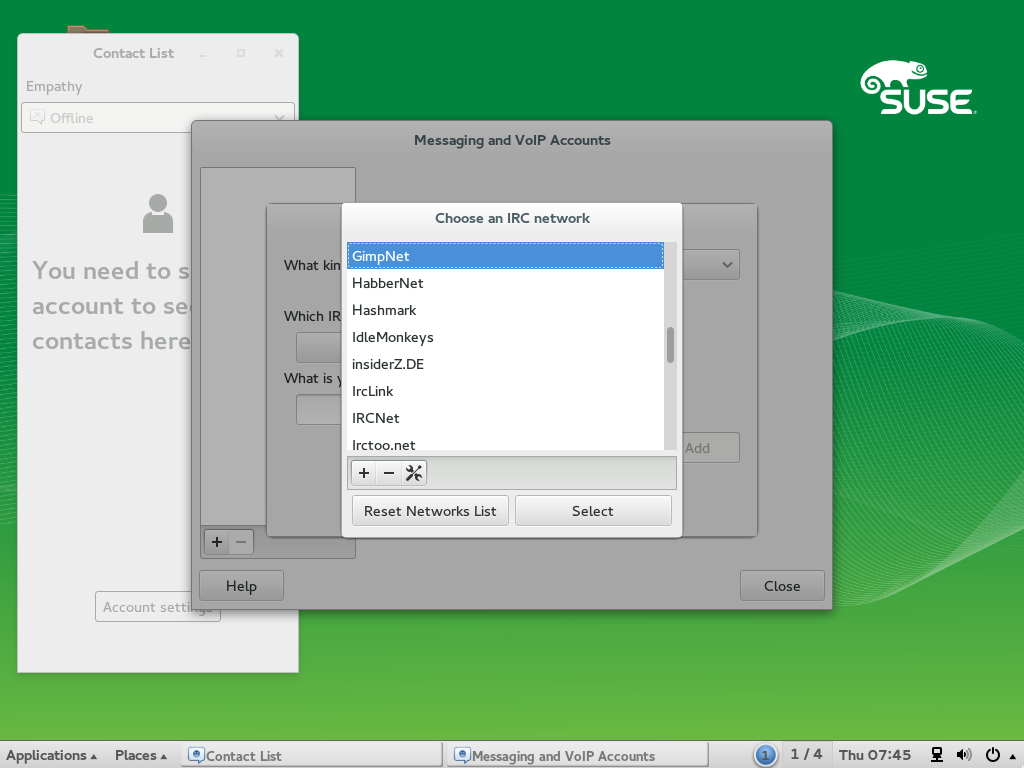 Contact List
Empathy
Offline
SUSE
Messaging and VoIP Accounts
You need to s
account to se
contacts here
Choose an IRC network
What kin
Which IR
What is y
GimpNet
HabberNet
Hashmark
IdleMonkeys
insiderZ.DE
IrcLink
IRCNet
Irctoo.net
Add
Reset Networks List
Select
Help
Close
Account settings
Applications
Places
Contact List
Messaging and VoIP Accounts
1
1 / 4
Thu 07:45